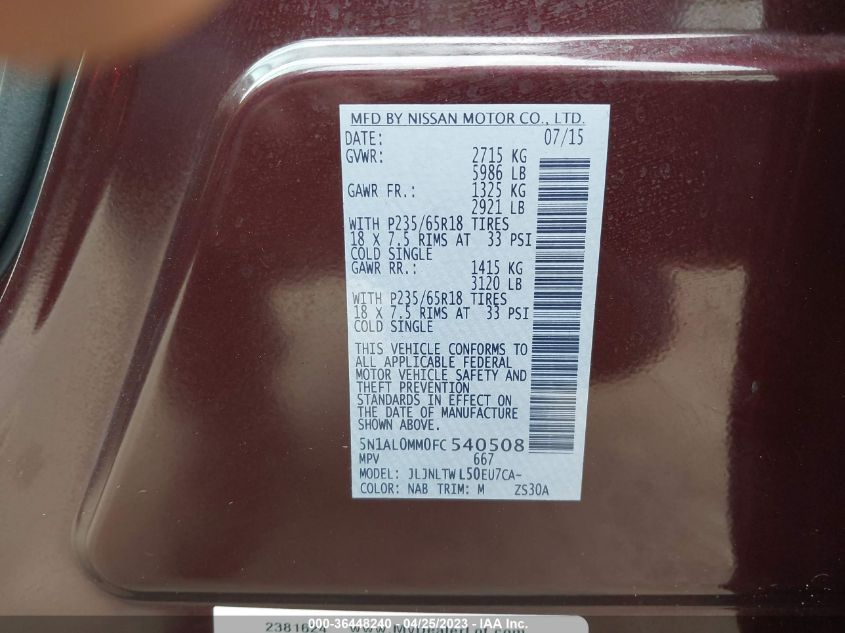 MFD BY NISSAN MOTOR CO., LTD.
DATE: 07/15
GVWR: 2715 KG
5986 LB
GAWR FR.: 1325 KG
2921 LB
WITH P235/65R18 TIRES
18 X 7.5 RIMS AT 33 PSI
COLD SINGLE
GAWR RR.: 1415 KG
3120 LB
WITH P235/65R18 TIRES
18 X 7.5 RIMS AT 33 PSI
COLD SINGLE
THIS VEHICLE CONFORMS TO
ALL APPLICABLE FEDERAL
MOTOR VEHICLE SAFETY AND
THEFT PREVENTION
STANDARDS IN EFFECT ON
THE DATE OF MANUFACTURE
SHOWN ABOVE.
5N1AL0MM0FC540508
MPV 667
MODEL: JLJNLTWL50EU7CA-
COLOR: NAB TRIM: M ZS30A
000-36448240 - 04/25/2023 - IAA Inc.